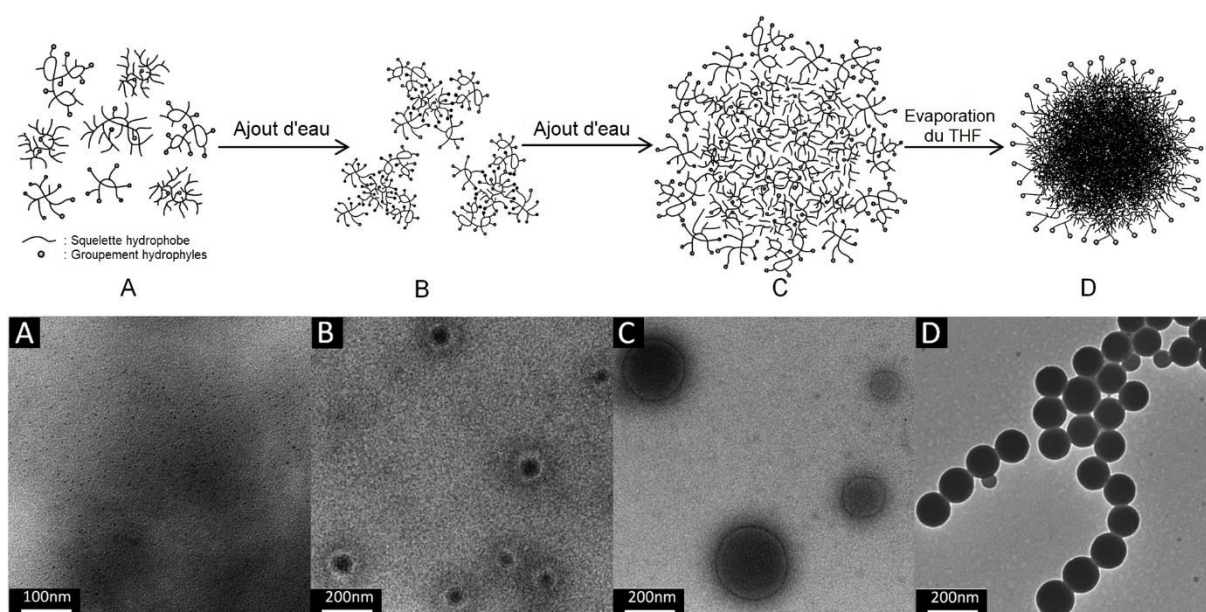 Ajout d'eau
Ajout d'eau
Evaporation
du THF
: Squelette hydrophobe
: Groupement hydrophyles
A
B
C
D
A
B
C
D
100nm
200nm
200nm
200nm